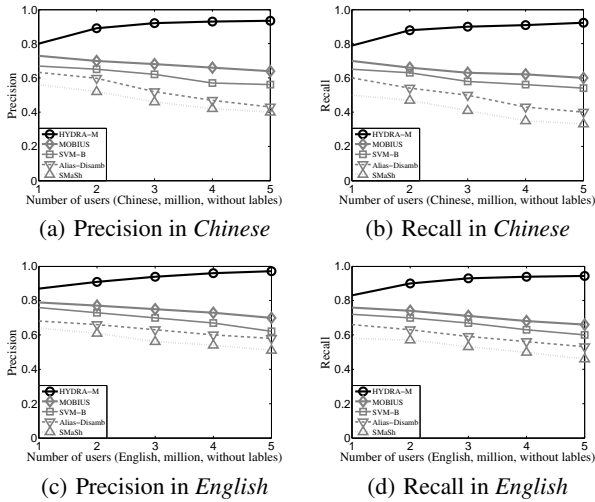 1.0
0.8
0.6
0.4
0.2
0
Precision
HYDRA−M
MOBIUS
SVM−B
Alias−Disamb
SMaSh
1 2 3 4 5
Number of users (Chinese, million, without lables)
(a) Precision in Chinese
1.0
0.8
0.6
0.4
0.2
0
Recall
HYDRA−M
MOBIUS
SVM−B
Alias−Disamb
SMaSh
1 2 3 4 5
Number of users (Chinese, million, without lables)
(b) Recall in Chinese
1.0
0.8
0.6
0.4
0.2
0
Precision
HYDRA−M
MOBIUS
SVM−B
Alias−Disamb
SMaSh
1 2 3 4 5
Number of users (English, million, without lables)
(c) Precision in English
1.0
0.8
0.6
0.4
0.2
0
Recall
HYDRA−M
MOBIUS
SVM−B
Alias−Disamb
SMaSh
1 2 3 4 5
Number of users (English, million, without lables)
(d) Recall in English